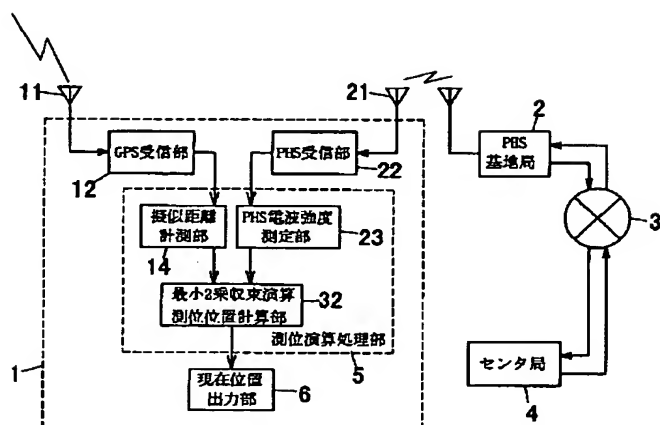 11
21
2
GPS受信部
PHS受信部
PHS
基地局
12
22
3
擬似距離
計測部
PHS電波強度
測定部
14
23
最小2乗収束演算
測位位置計算部
32
測位演算処理部
1
5
現在位置
出力部
6
センタ局
4